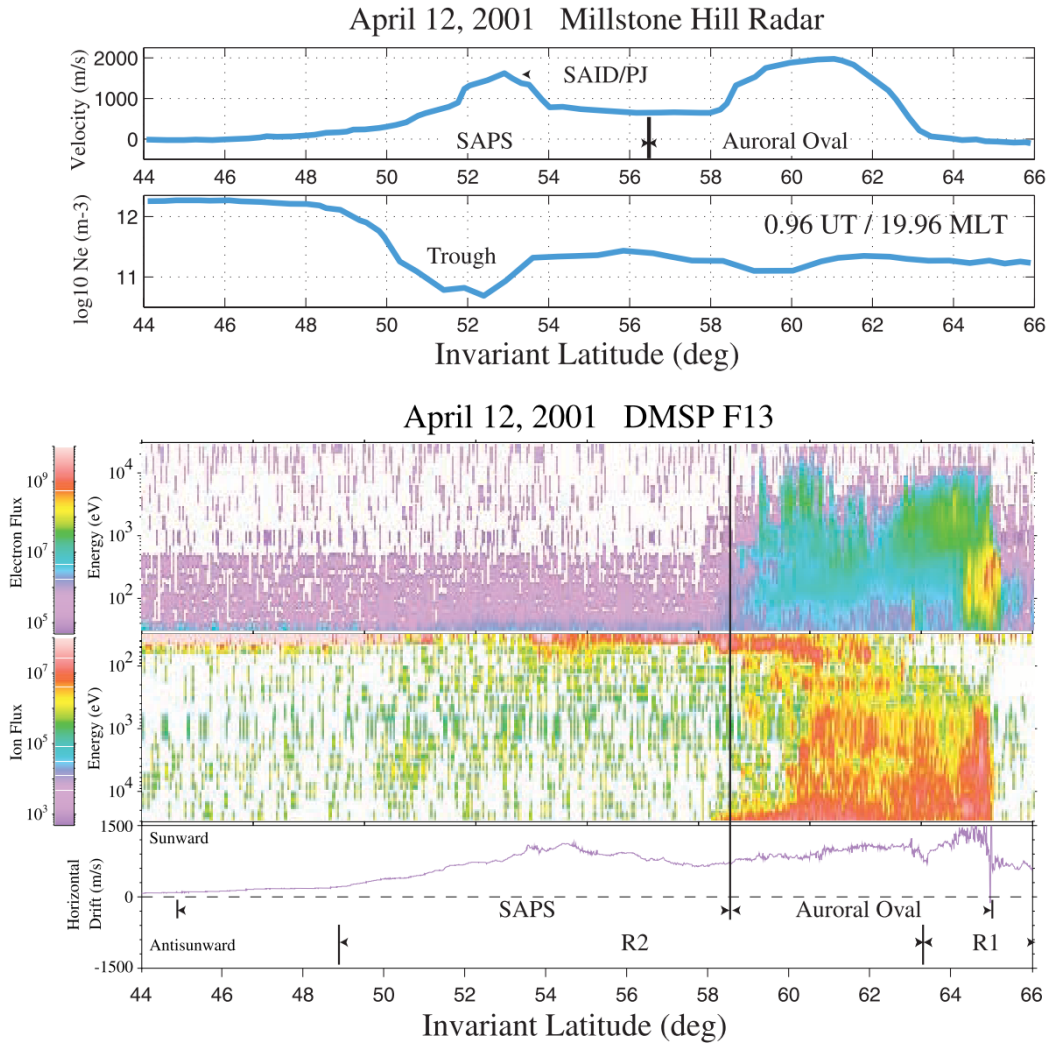 April 12, 2001 Millstone Hill Radar
Velocity (m/s)
2000
1000
0
SAID/PJ
SAPS
Auroral Oval
44 46 48 50 52 54 56 58 60 62 64 66
log10 Ne (m-3)
12
11
Trough
0.96 UT / 19.96 MLT
44 46 48 50 52 54 56 58 60 62 64 66
Invariant Latitude (deg)
April 12, 2001 DMSP F13
Electron Flux
10^9
10^7
10^5
Energy (eV)
10^4
10^3
10^2
Ion Flux
10^7
10^5
10^3
Energy (eV)
10^2
10^3
10^4
Horizontal
Drift (m/s)
1500
0
-1500
Sunward
SAPS
Auroral Oval
Antisunward
R2
R1
44 46 48 50 52 54 56 58 60 62 64 66
Invariant Latitude (deg)